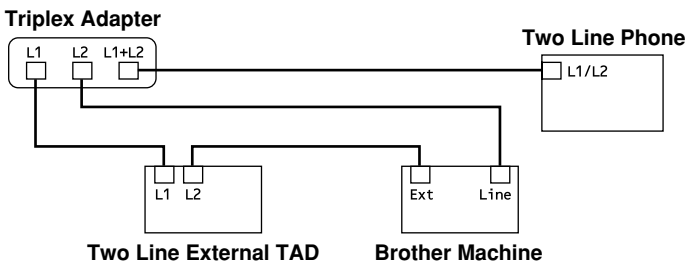 Triplex Adapter
Two Line Phone
L1 L2 L1+L2
L1/L2
L1 L2
Ext Line
Two Line External TAD
Brother Machine